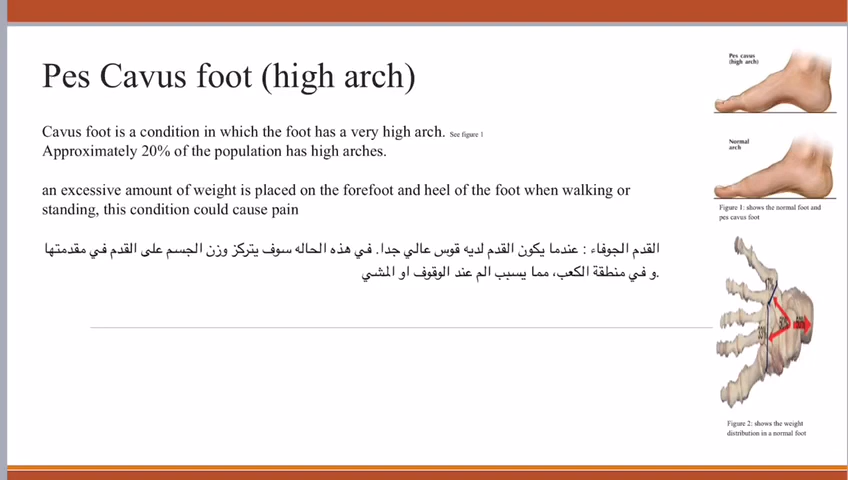 Pes Cavus foot (high arch)
Cavus foot is a condition in which the foot has a very high arch. See figure 1
Approximately 20% of the population has high arches.
an excessive amount of weight is placed on the forefoot and heel of the foot when walking or
standing, this condition could cause pain
القدم الجوفاء : عندما يكون القدم لديه قوس عالي جدا. في هذه الحاله سوف يتركز وزن الجسم على القدم في مقدمتها
و في منطقة الكعب، مما يسبب الم عند الوقوف او المشي.
Pes cavus
(high arch)
Normal
arch
Figure 1: shows the normal foot and
pes cavus foot
33%
Figure 2: shows the weight
distribution in a normal foot